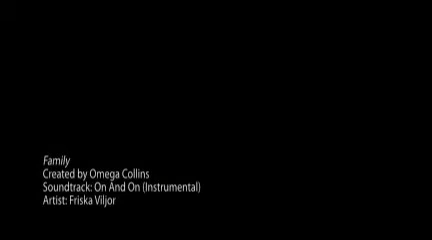 Family
Created by Omega Collins
Soundtrack: On And On (Instrumental)
Artist: Friska Viljor